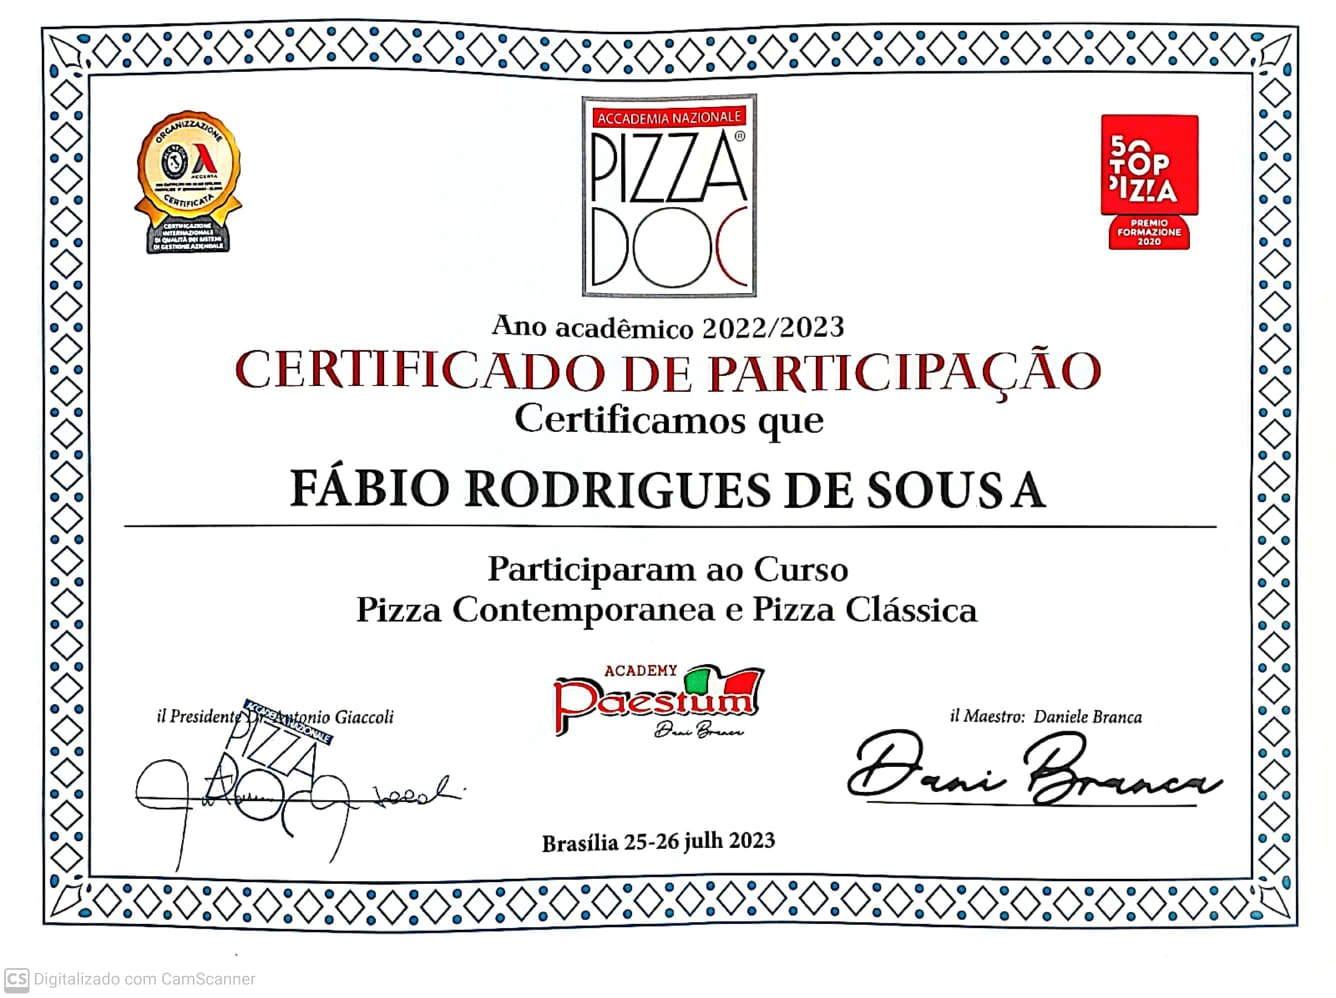 ORGANIZZAZIONE
ACCERTA
CERTIFICATA
CERTIFICAZIONE
INTERNAZIONALE
DI QUALITÀ DEI SISTEMI
DI GESTIONE AZIENDALE
ACCADEMIA NAZIONALE
PIZZA®
DOC
50
TOP
PIZZA
PREMIO
FORMAZIONE
2020
Ano acadêmico 2022/2023
CERTIFICADO DE PARTICIPAÇÃO
Certificamos que
FÁBIO RODRIGUES DE SOUSA
Participaram ao Curso
Pizza Contemporanea e Pizza Clássica
ACADEMY
Paestum
Dani Branca
il Presidente Dr. Antonio Giaccoli
ACCADEMIA NAZIONALE
PIZZA
DOC
il Maestro: Daniele Branca
Dani Branca
Brasília 25-26 julh 2023
CS Digitalizado com CamScanner